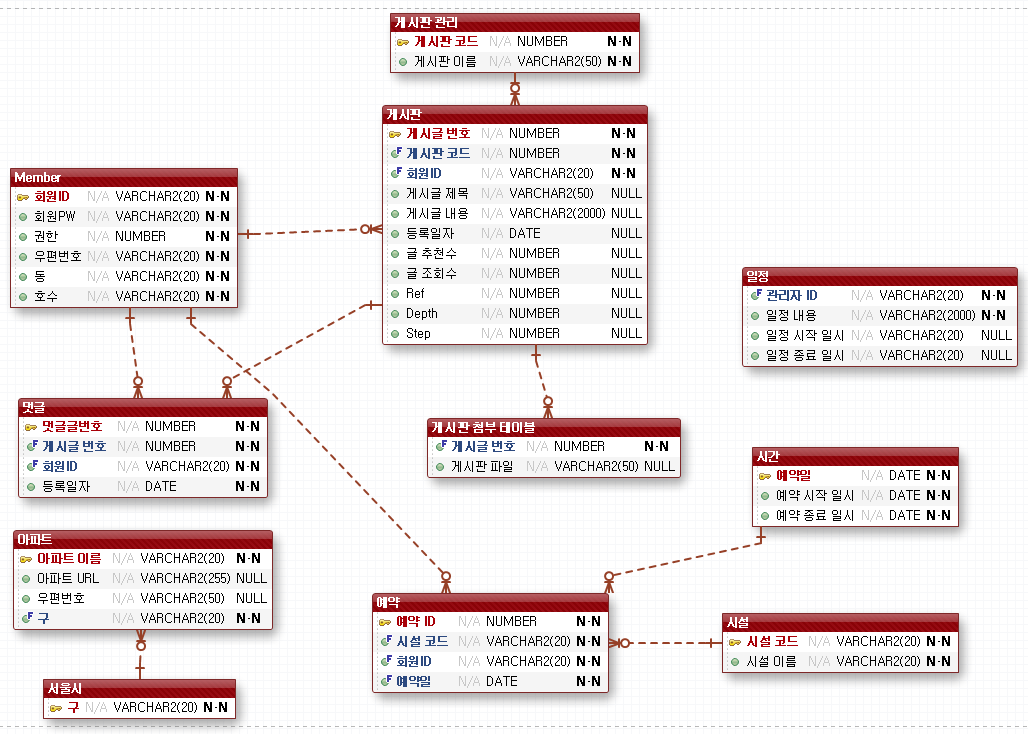 게시판 관리
게시판 코드 N/A NUMBER N·N
게시판 이름 N/A VARCHAR2(50) N·N
게시판
게시글 번호 N/A NUMBER N·N
게시판 코드 N/A NUMBER N·N
회원ID N/A VARCHAR2(20) N·N
게시글 제목 N/A VARCHAR2(50) NULL
게시글 내용 N/A VARCHAR2(2000) NULL
등록일자 N/A DATE NULL
글 추천수 N/A NUMBER NULL
글 조회수 N/A NUMBER NULL
Ref N/A NUMBER NULL
Depth N/A NUMBER NULL
Step N/A NUMBER NULL
Member
회원ID N/A VARCHAR2(20) N·N
회원PW N/A VARCHAR2(20) N·N
권한 N/A NUMBER N·N
우편번호 N/A VARCHAR2(20) N·N
동 N/A VARCHAR2(20) N·N
호수 N/A VARCHAR2(20) N·N
일정
관리자 ID N/A VARCHAR2(20) N·N
일정 내용 N/A VARCHAR2(2000) N·N
일정 시작 일시 N/A VARCHAR2(20) NULL
일정 종료 일시 N/A VARCHAR2(20) NULL
댓글
댓글글번호 N/A NUMBER N·N
게시글 번호 N/A NUMBER N·N
회원ID N/A VARCHAR2(20) N·N
등록일자 N/A DATE N·N
게시판 첨부 테이블
게시글 번호 N/A NUMBER N·N
게시판 파일 N/A VARCHAR2(50) NULL
시간
예약일 N/A DATE N·N
예약 시작 일시 N/A DATE N·N
예약 종료 일시 N/A DATE N·N
아파트
아파트 이름 N/A VARCHAR2(20) N·N
아파트 URL N/A VARCHAR2(255) NULL
우편번호 N/A VARCHAR2(50) NULL
구 N/A VARCHAR2(20) N·N
예약
예약 ID N/A NUMBER N·N
시설 코드 N/A VARCHAR2(20) N·N
회원ID N/A VARCHAR2(20) N·N
예약일 N/A DATE N·N
시설
시설 코드 N/A VARCHAR2(20) N·N
시설 이름 N/A VARCHAR2(20) N·N
서울시
구 N/A VARCHAR2(20) N·N